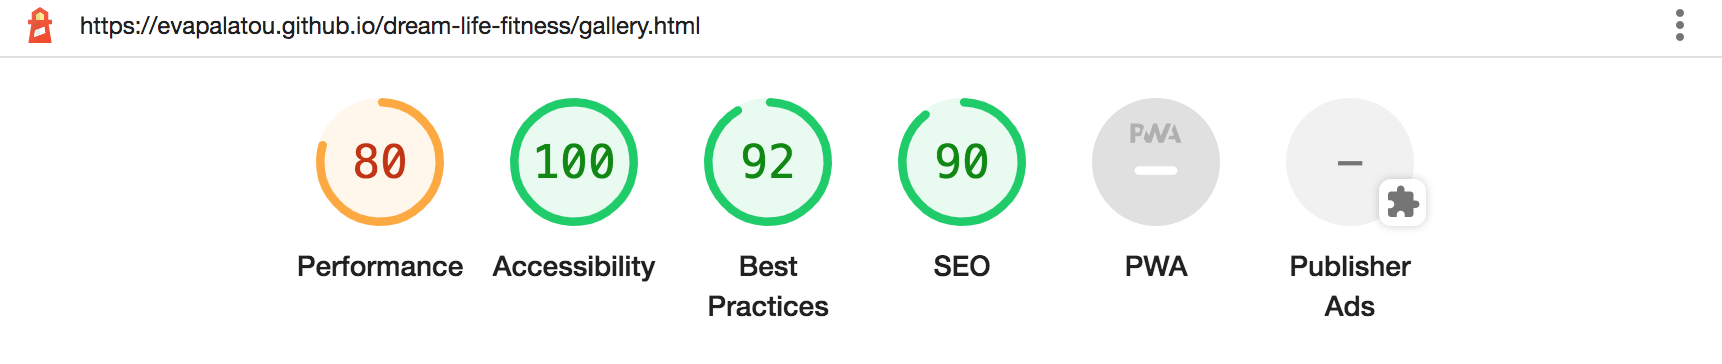 https://evapalatou.github.io/dream-life-fitness/gallery.html
80
100
92
90
PWA
–
Performance
Accessibility
Best
Practices
SEO
PWA
Publisher
Ads